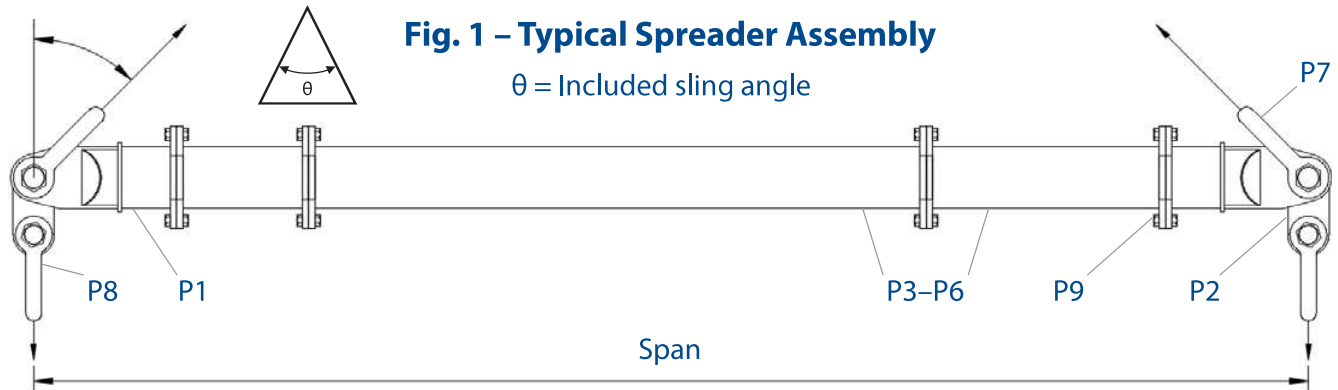 Fig. 1 – Typical Spreader Assembly
θ
θ = Included sling angle
P7
P8
P1
P3–P6
P9
P2
Span